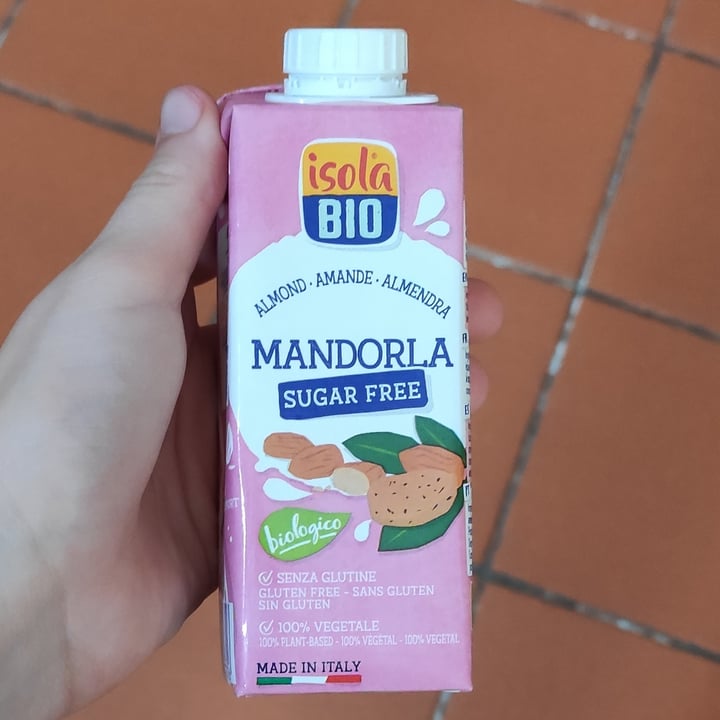 isola
BIO
ALMOND · AMANDE · ALMENDRA
MANDORLA
SUGAR FREE
biologico
SENZA GLUTINE
GLUTEN FREE - SANS GLUTEN
SIN GLUTEN
100% VEGETALE
100% PLANT-BASED - 100% VÉGÉTAL - 100% VEGETAL
MADE IN ITALY